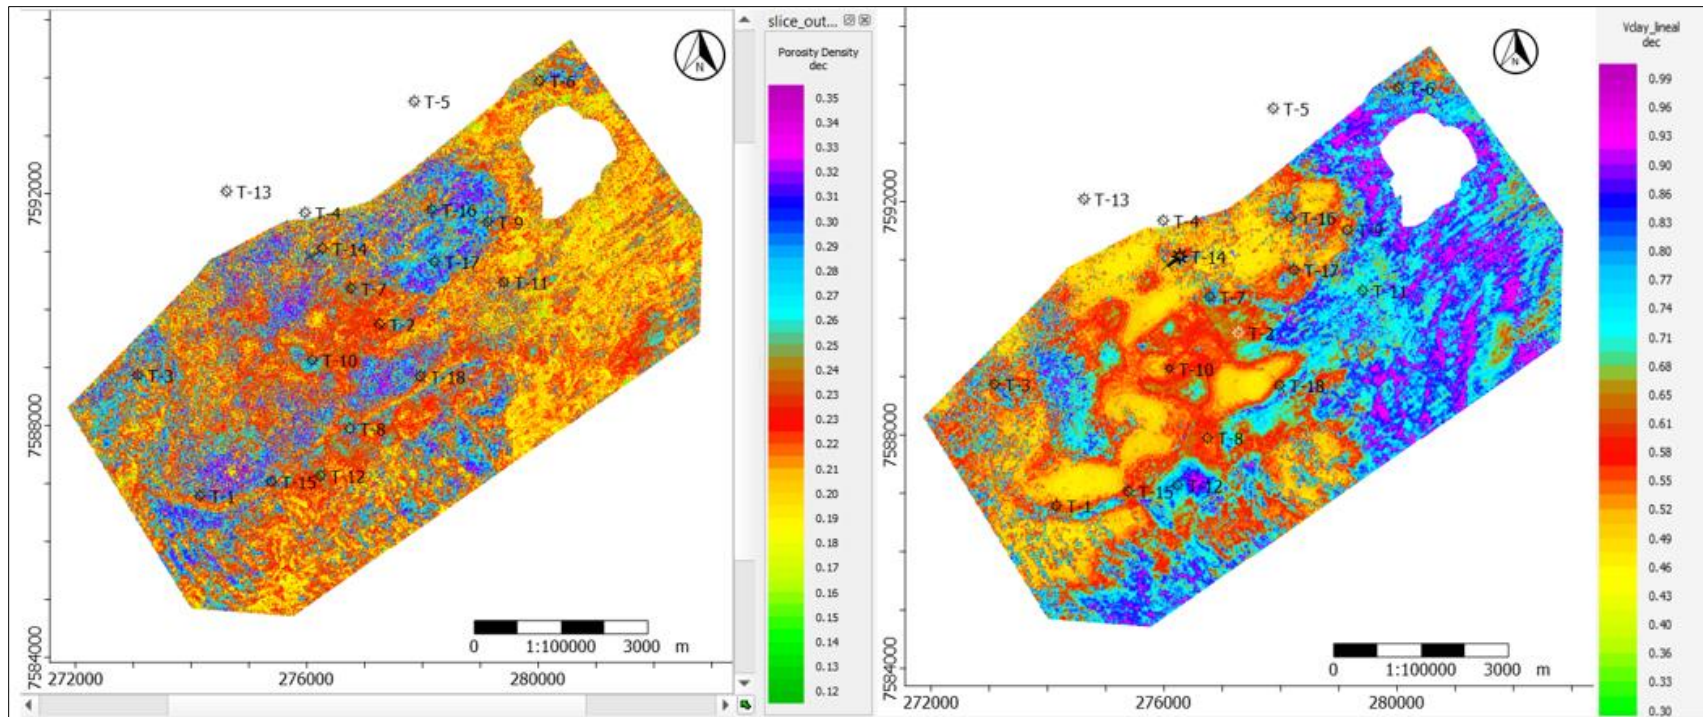 slice_out...
Porosity Density
dec
0.35
0.34
0.33
0.32
0.31
0.30
0.29
0.28
0.27
0.26
0.25
0.24
0.23
0.22
0.21
0.20
0.19
0.18
0.17
0.16
0.15
0.14
0.13
0.12
N
T-5
T-6
T-13
T-4
T-16
T-9
T-14
T-17
T-11
T-7
T-2
T-10
T-3
T-18
T-8
T-12
T-15
T-1
7592000
7588000
7584000
272000
276000
280000
0
1:100000
3000
m
Vclay_lineal
dec
0.99
0.96
0.93
0.90
0.86
0.83
0.80
0.77
0.74
0.71
0.68
0.65
0.62
0.58
0.55
0.52
0.49
0.46
0.43
0.40
0.36
0.33
0.30
N
T-6
T-5
T-13
T-4
T-16
T-9
T-14
T-17
T-11
T-7
T-2
T-10
T-3
T-18
T-8
T-12
T-15
T-1
7592000
7588000
7584000
272000
276000
280000
0
1:100000
3000
m